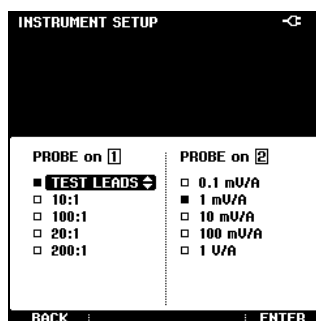 INSTRUMENT SETUP
PROBE on 1
TEST LEADS
10:1
100:1
20:1
200:1
PROBE on 2
0.1 mV/A
1 mV/A
10 mV/A
100 mV/A
1 V/A
BACK
ENTER